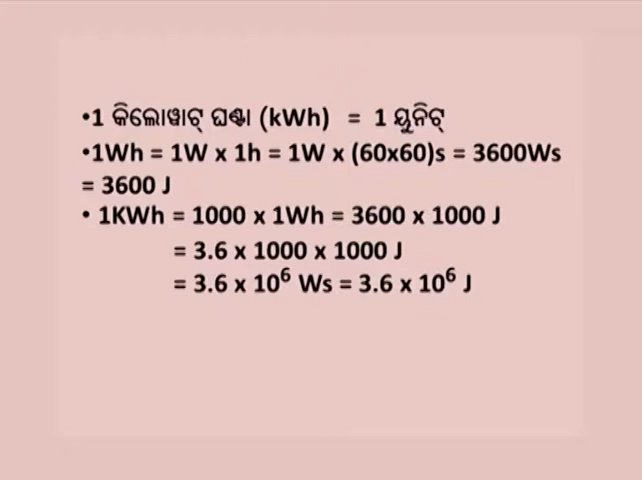 •1 କିଲୋୱାଟ୍ ଘଣ୍ଟା (kWh) = 1 ୟୁନିଟ୍
•1Wh = 1W x 1h = 1W x (60x60)s = 3600Ws
= 3600 J
• 1KWh = 1000 x 1Wh = 3600 x 1000 J
= 3.6 x 1000 x 1000 J
= 3.6 x 10⁶ Ws = 3.6 x 10⁶ J